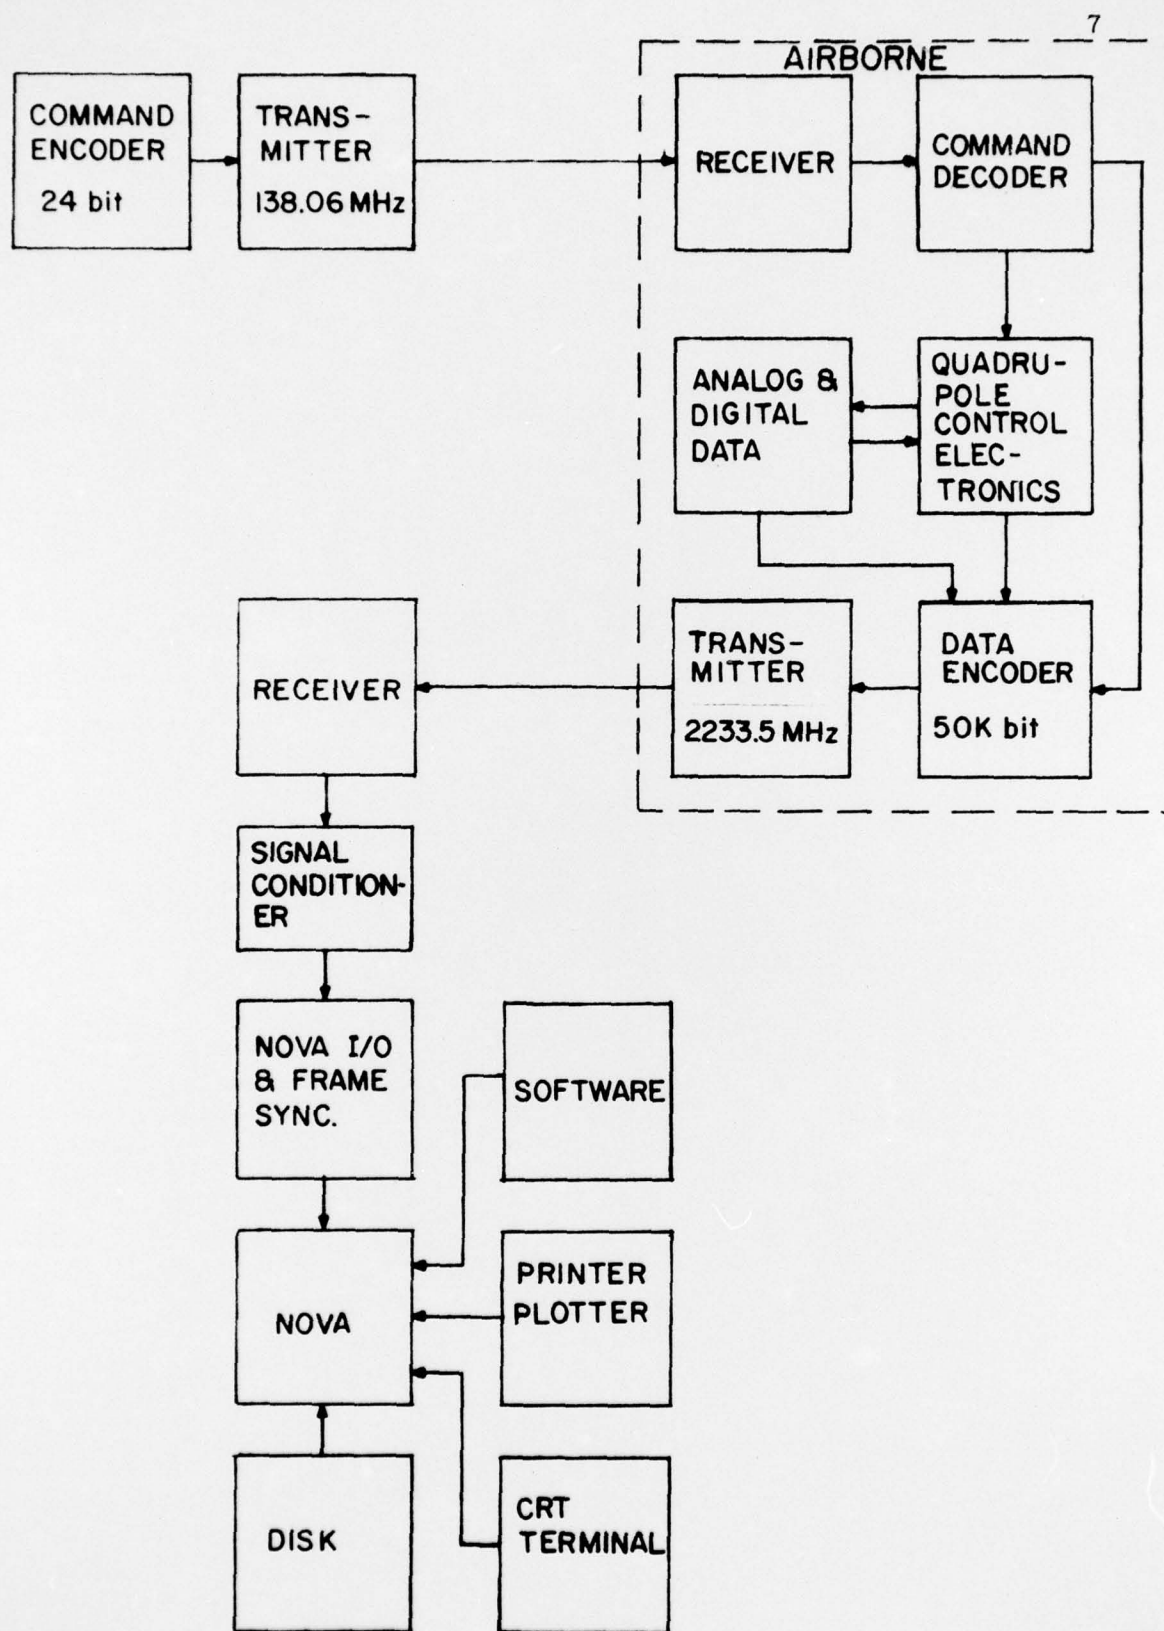 7
AIRBORNE
COMMAND
ENCODER
24 bit
TRANS-
MITTER
138.06 MHz
RECEIVER
COMMAND
DECODER
ANALOG &
DIGITAL
DATA
QUADRU-
POLE
CONTROL
ELEC-
TRONICS
RECEIVER
TRANS-
MITTER
2233.5 MHz
DATA
ENCODER
50K bit
SIGNAL
CONDITION-
ER
NOVA I/O
& FRAME
SYNC.
SOFTWARE
NOVA
PRINTER
PLOTTER
DISK
CRT
TERMINAL